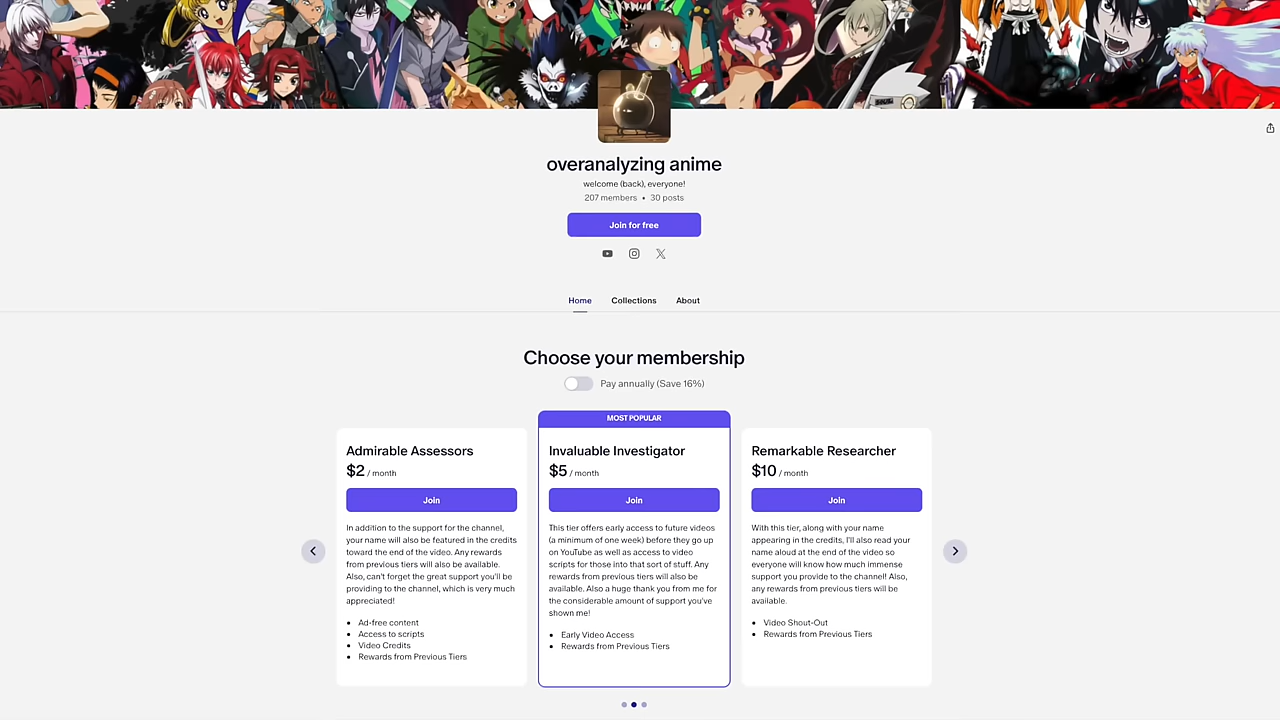 overanalyzing anime
welcome (back), everyone!
207 members • 30 posts
Join for free
Home Collections About
Choose your membership
Pay annually (Save 16%)
Admirable Assessors
$2 / month
Join
In addition to the support for the channel,
your name will also be featured in the credits
toward the end of the video. Any rewards
from previous tiers will also be available.
Also, can't forget the great support you'll be
providing to the channel, which is very much
appreciated!
• Ad-free content
• Access to scripts
• Video Credits
• Rewards from Previous Tiers
MOST POPULAR
Invaluable Investigator
$5 / month
Join
This tier offers early access to future videos
(a minimum of one week) before they go up
on YouTube as well as access to video
scripts for those into that sort of stuff. Any
rewards from previous tiers will also be
available. Also a huge thank you from me for
the considerable amount of support you've
shown me!
• Early Video Access
• Rewards from Previous Tiers
Remarkable Researcher
$10 / month
Join
With this tier, along with your name
appearing in the credits, I'll also read your
name aloud at the end of the video so
everyone will know how much immense
support you provide to the channel! Also,
any rewards from previous tiers will be
available.
• Video Shout-Out
• Rewards from Previous Tiers